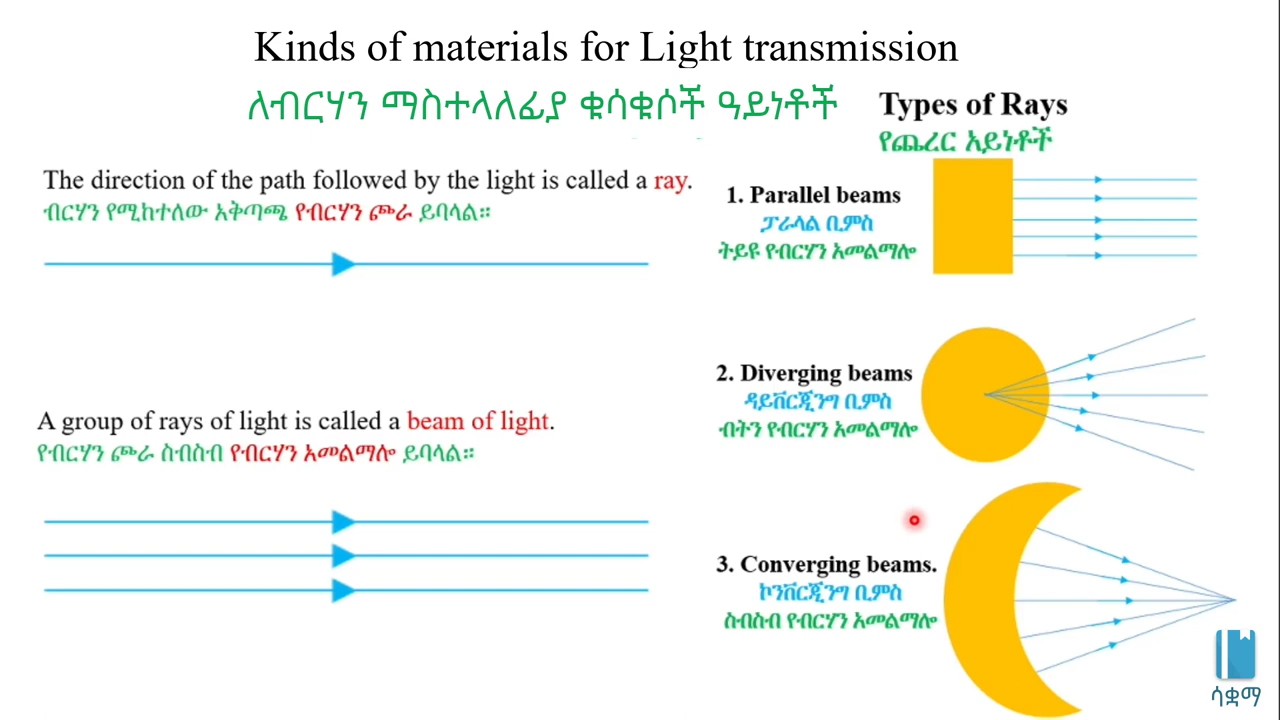 Kinds of materials for Light transmission
ለብርሃን ማስተላለፊያ ቁሳቁሶች ዓይነቶች
The direction of the path followed by the light is called a ray.
ብርሃን የሚከተለው አቅጣጫ የብርሃን ጮራ ይባላል።
A group of rays of light is called a beam of light.
የብርሃን ጮራ ስብስብ የብርሃን አመልማሎ ይባላል።
Types of Rays
የጨረር አይነቶች
1. Parallel beams
ፓራላል ቢምስ
ትይዩ የብርሃን አመልማሎ
2. Diverging beams
ዳይቨርጂንግ ቢምስ
ብትን የብርሃን አመልማሎ
3. Converging beams.
ኮንቨርጂንግ ቢምስ
ስብስብ የብርሃን አመልማሎ
ሳቋማ